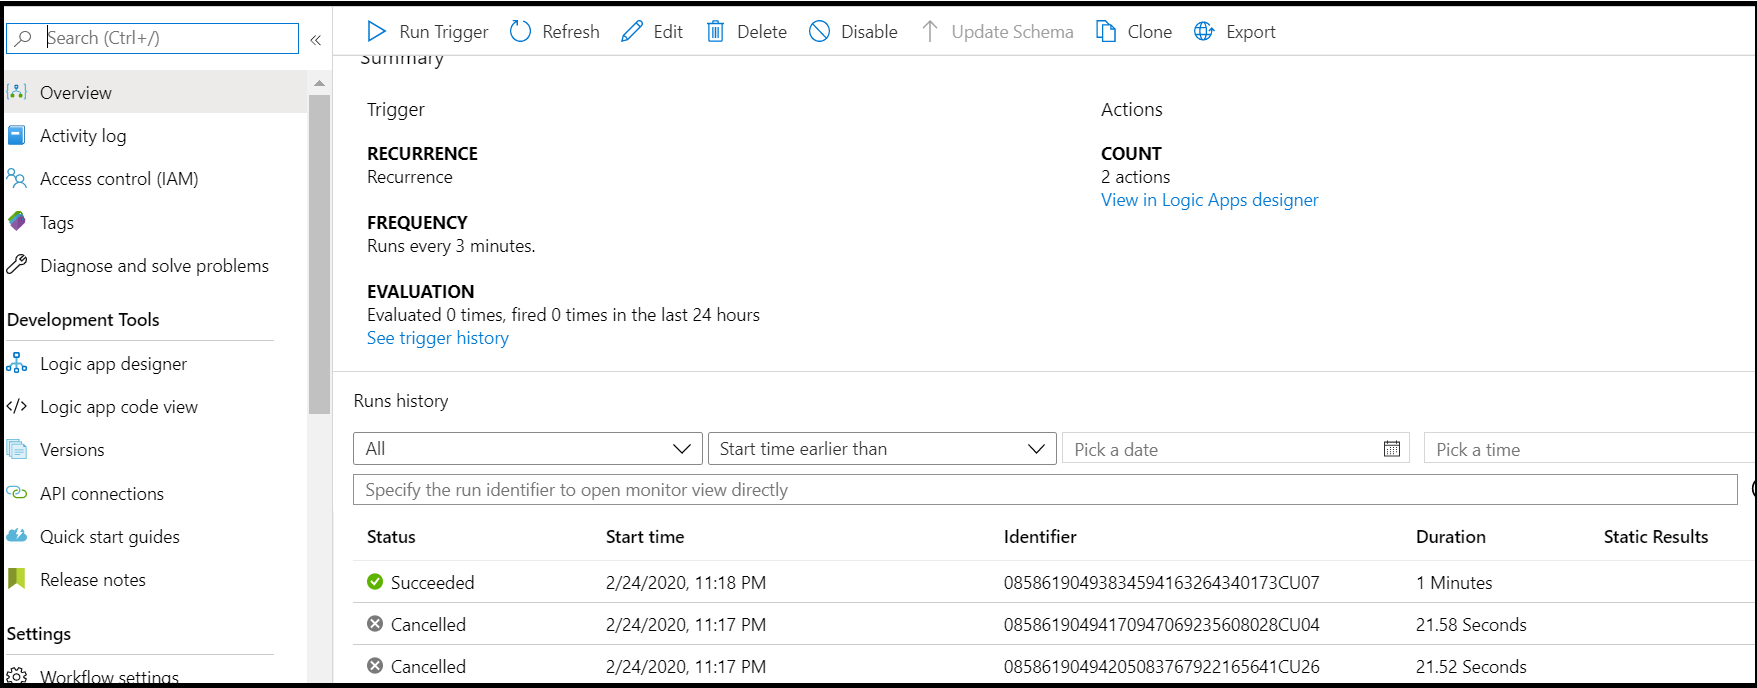 Search (Ctrl+/)
«
Overview
Activity log
Access control (IAM)
Tags
Diagnose and solve problems
Development Tools
Logic app designer
Logic app code view
Versions
API connections
Quick start guides
Release notes
Settings
Workflow settings
Run Trigger Refresh Edit Delete Disable Update Schema Clone Export
Summary
Trigger
RECURRENCE
Recurrence
FREQUENCY
Runs every 3 minutes.
EVALUATION
Evaluated 0 times, fired 0 times in the last 24 hours
See trigger history
Actions
COUNT
2 actions
View in Logic Apps designer
Runs history
All Start time earlier than Pick a date Pick a time
Specify the run identifier to open monitor view directly
Status Start time Identifier Duration Static Results
Succeeded 2/24/2020, 11:18 PM 08586190493834594163264340173CU07 1 Minutes
Cancelled 2/24/2020, 11:17 PM 08586190494170947069235608028CU04 21.58 Seconds
Cancelled 2/24/2020, 11:17 PM 08586190494205083767922165641CU26 21.52 Seconds